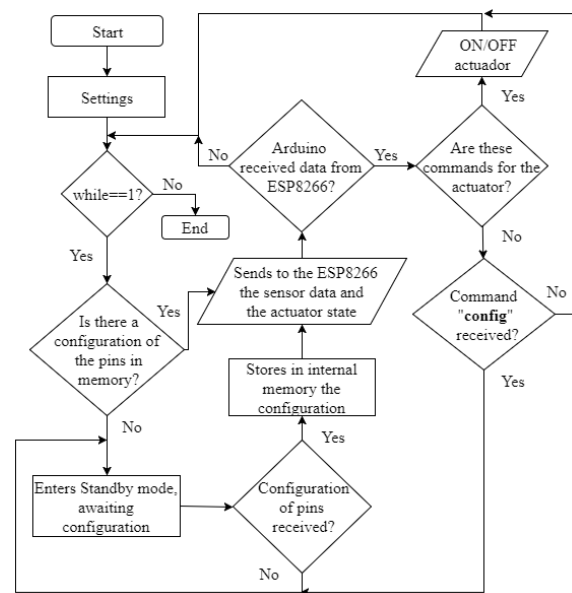 Start
Settings
while==1?
No
End
Yes
Is there a
configuration of
the pins in
memory?
Yes
No
Enters Standby mode,
awaiting
configuration
Configuration
of pins
received?
No
Yes
Stores in internal
memory the
configuration
Sends to the ESP8266
the sensor data and
the actuator state
Arduino
received data from
ESP8266?
No
Yes
Are these
commands for the
actuator?
Yes
ON/OFF
actuador
No
Command
"config"
received?
No
Yes